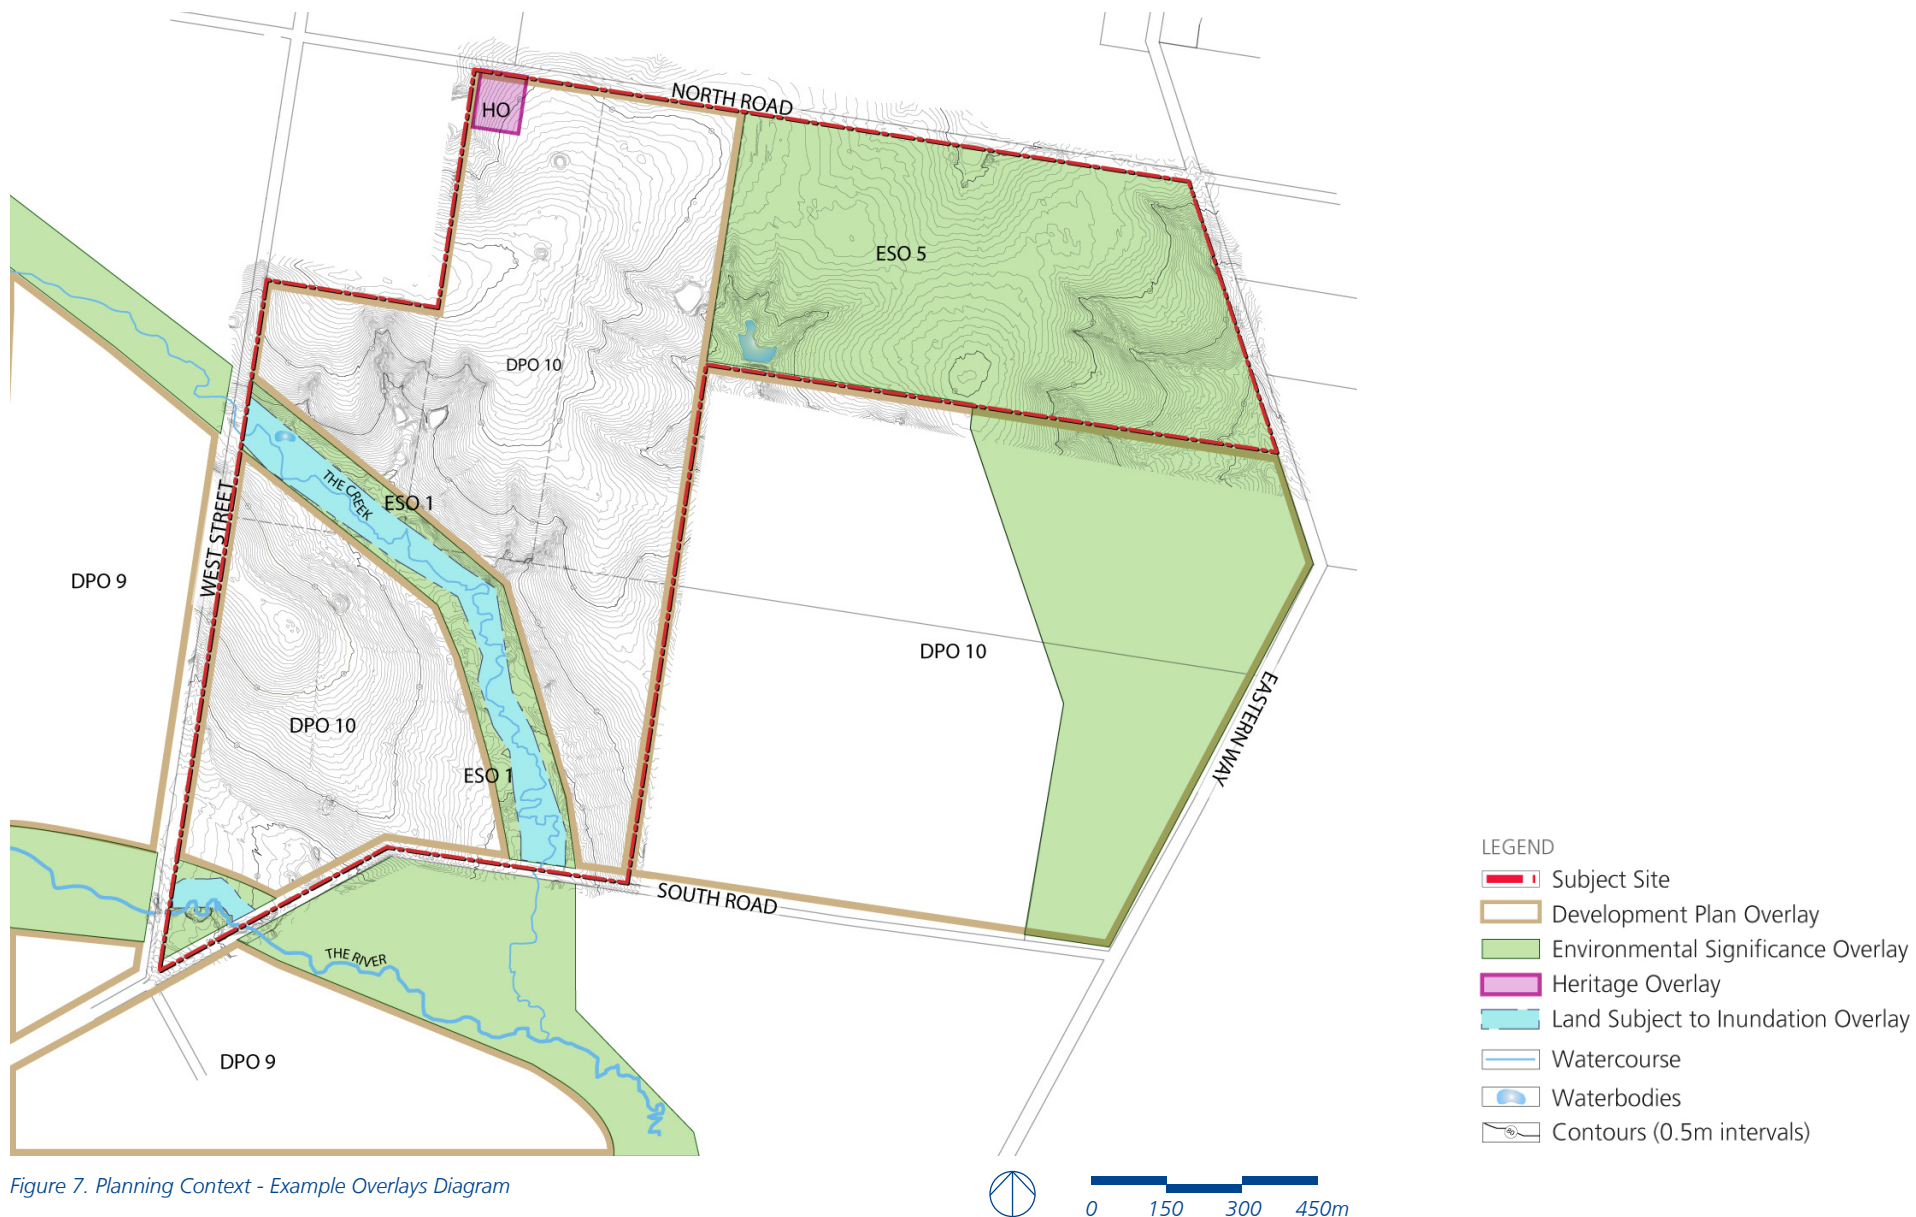 NORTH ROAD
HO
ESO 5
DPO 10
ESO 1
THE CREEK
WEST STREET
DPO 9
DPO 10
DPO 10
ESO 1
EASTERN WAY
SOUTH ROAD
THE RIVER
DPO 9
LEGEND
Subject Site
Development Plan Overlay
Environmental Significance Overlay
Heritage Overlay
Land Subject to Inundation Overlay
Watercourse
Waterbodies
Contours (0.5m intervals)
Figure 7. Planning Context - Example Overlays Diagram
0 150 300 450m